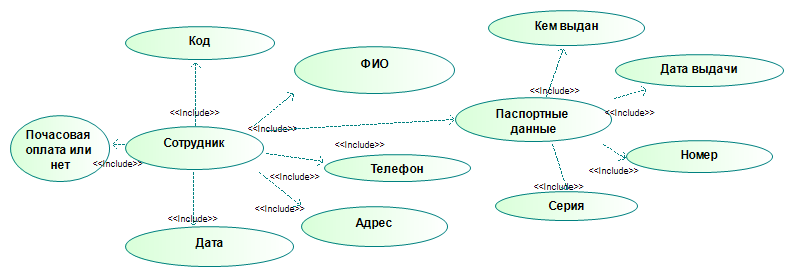 Код
Кем выдан
ФИО
Дата выдачи
<<Include>>
<<Include>>
<<Include>>
<<Include>>
Почасовая
оплата или
нет
Сотрудник
<<Include>>
Паспортные
данные
<<Include>>
<<Include>>
Телефон
<<Include>>
Номер
<<Include>>
<<Include>>
Серия
<<Include>>
<<Include>>
Адрес
Дата